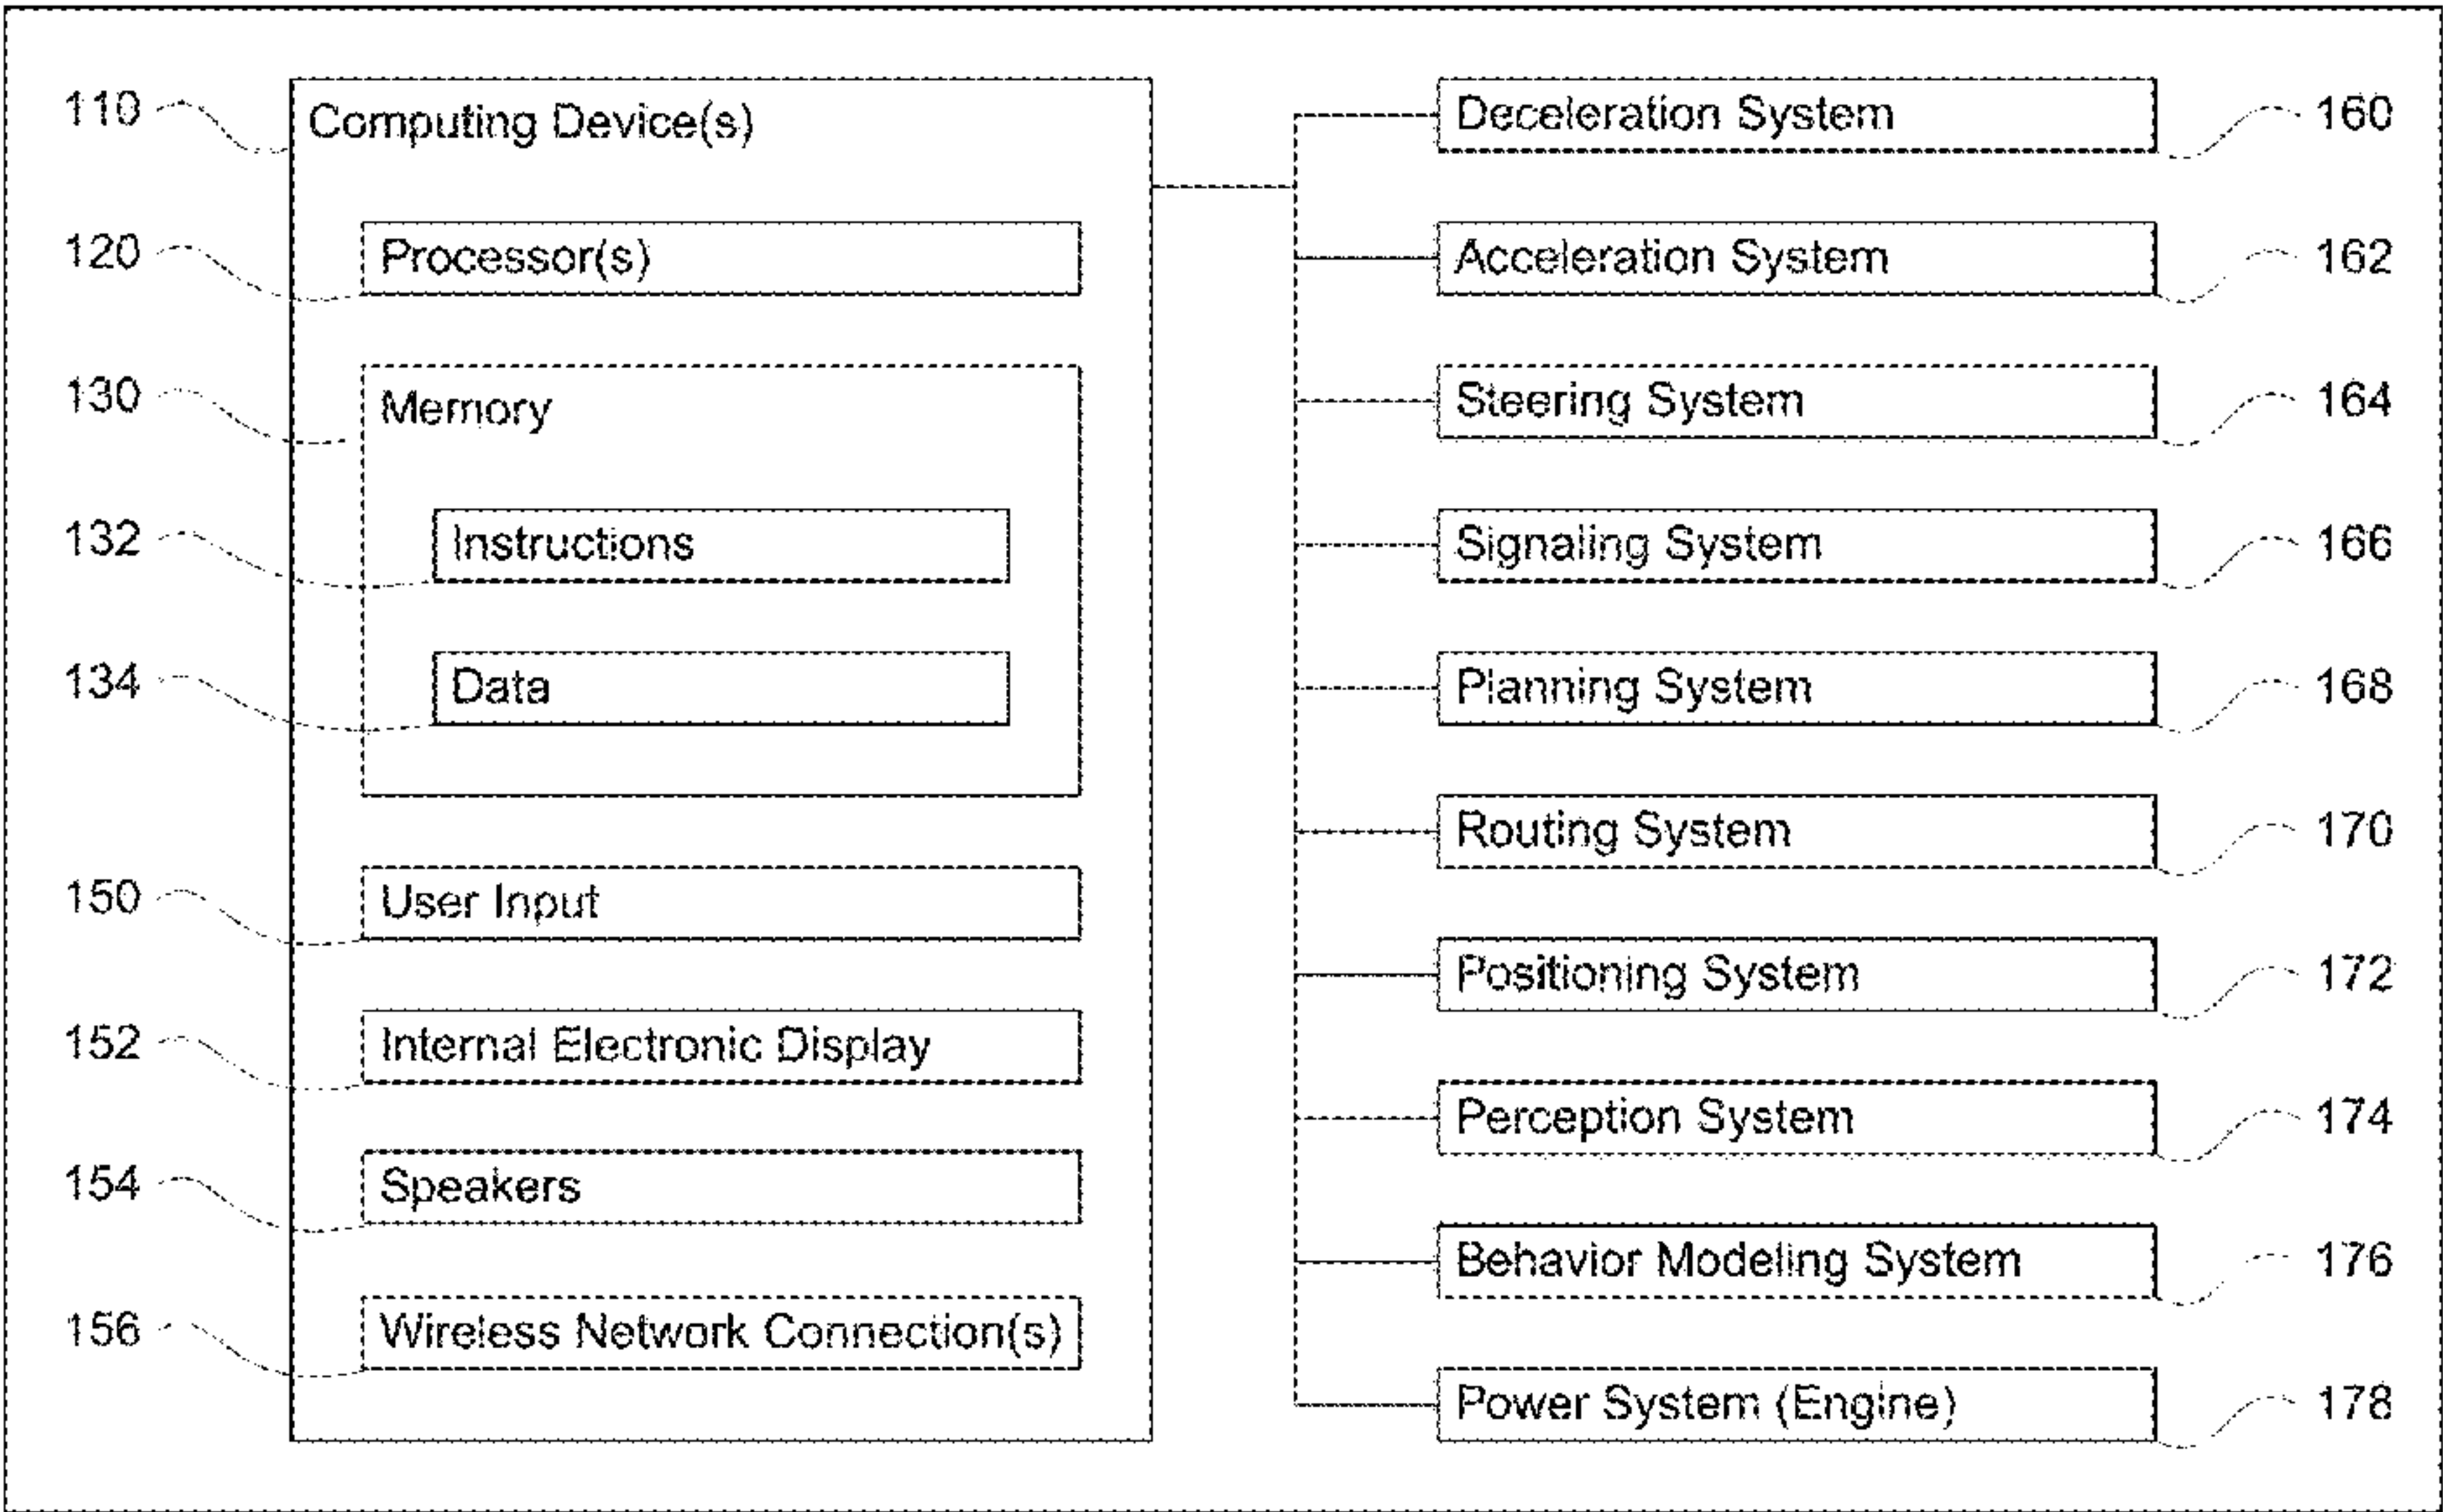 110 Computing Device(s)
120 Processor(s)
130 Memory
132 Instructions
134 Data
150 User Input
152 Internal Electronic Display
154 Speakers
156 Wireless Network Connection(s)
Deceleration System 160
Acceleration System 162
Steering System 164
Signaling System 166
Planning System 168
Routing System 170
Positioning System 172
Perception System 174
Behavior Modeling System 176
Power System (Engine) 178